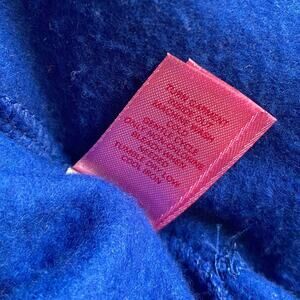 TURN GARMENT
INSIDE OUT
MACHINE WASH
COLD
GENTLE CYCLE
ONLY NON-CHLORINE
BLEACH WHEN
TUMBLE DRY LOW
COOL IRON